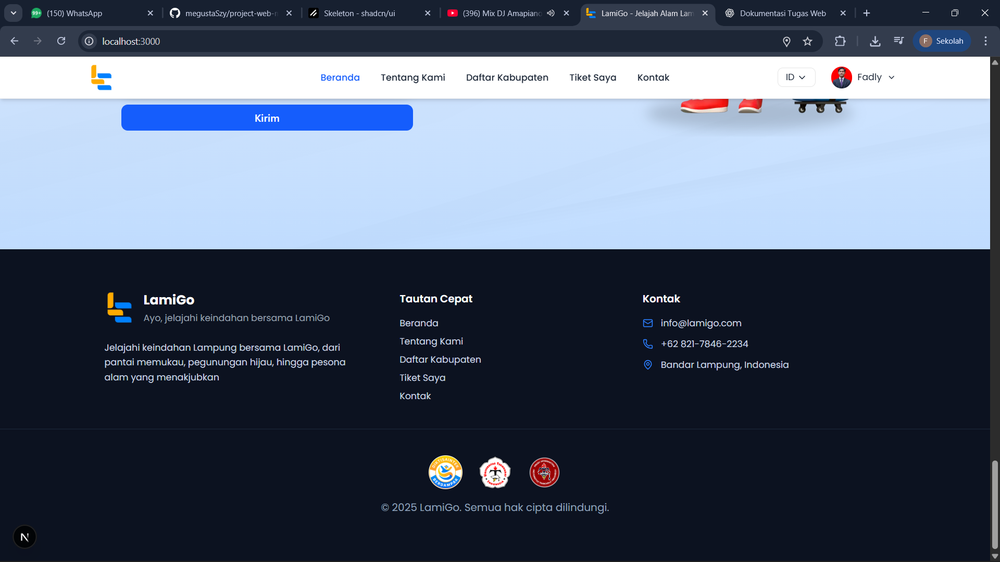 (150) WhatsApp
megustaSzy/project-web-n
Skeleton - shadcn/ui
(396) Mix DJ Amapiano
LamiGo - Jelajah Alam Lam
Dokumentasi Tugas Web
localhost:3000
F Sekolah
Beranda
Tentang Kami
Daftar Kabupaten
Tiket Saya
Kontak
ID
Fadly
Kirim
LamiGo
Ayo, jelajahi keindahan bersama LamiGo
Jelajahi keindahan Lampung bersama LamiGo, dari
pantai memukau, pegunungan hijau, hingga pesona
alam yang menakjubkan
Tautan Cepat
Beranda
Tentang Kami
Daftar Kabupaten
Tiket Saya
Kontak
Kontak
info@lamigo.com
+62 821-7846-2234
Bandar Lampung, Indonesia
DIKTISAINTEK
BERDAMPAK
UNIVERSITAS TEKNOKRAT
INDONESIA
© 2025 LamiGo. Semua hak cipta dilindungi.
N